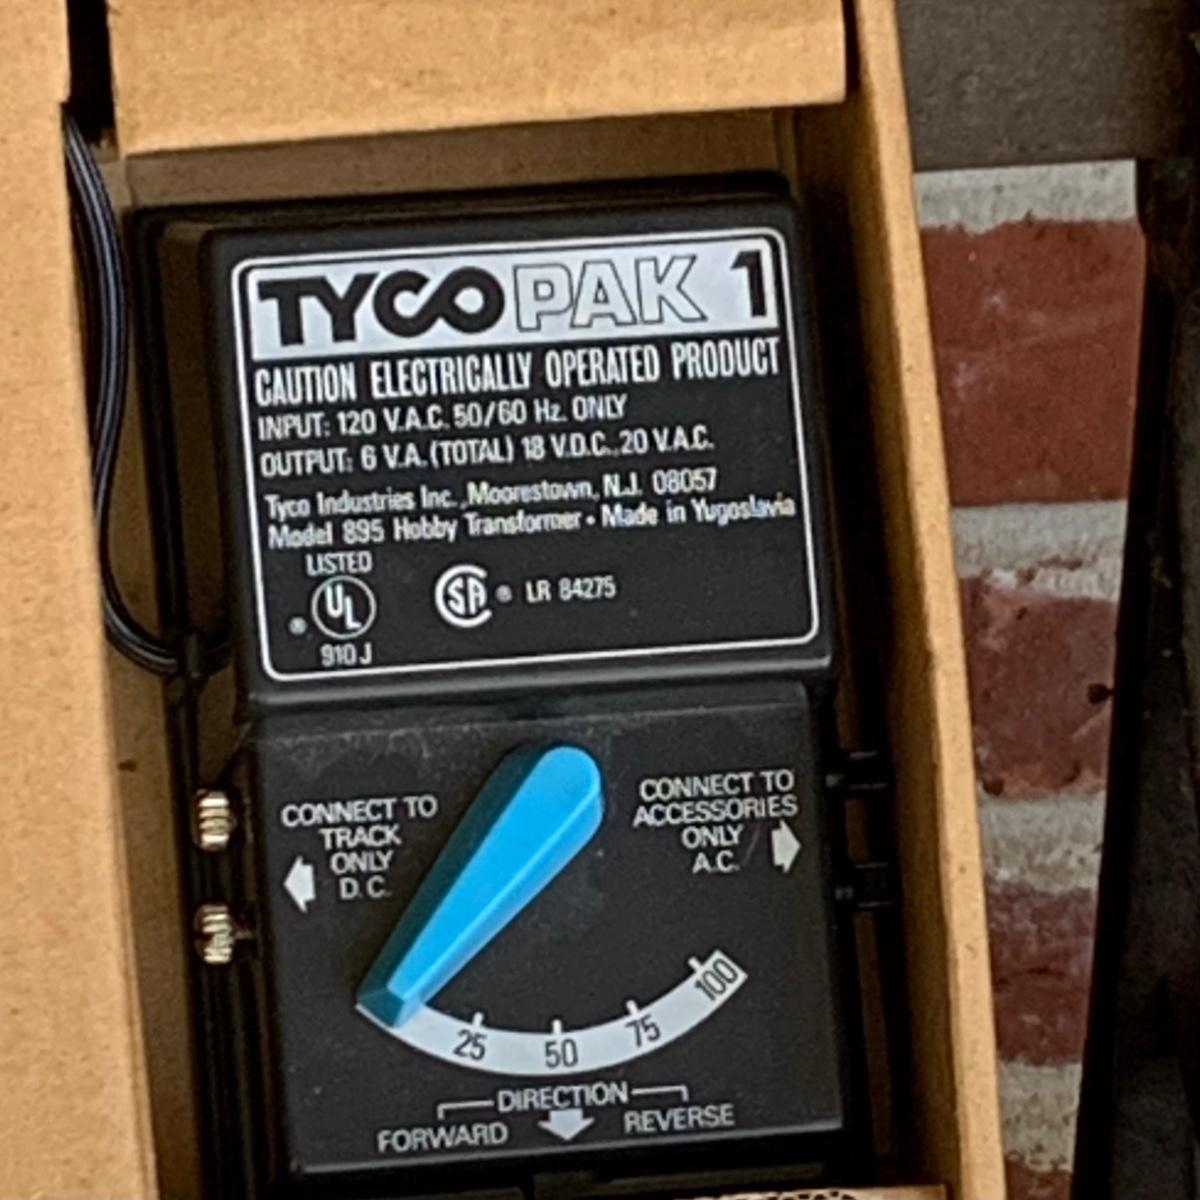 TYCO PAK 1
CAUTION ELECTRICALLY OPERATED PRODUCT
INPUT: 120 V.A.C. 50/60 Hz. ONLY
OUTPUT: 6 V.A. (TOTAL) 18 V.D.C., 20 V.A.C.
Tyco Industries Inc., Moorestown, N.J. 08057
Model 895 Hobby Transformer • Made in Yugoslavia
LISTED
® UL
910 J
SA ® LR 84275
CONNECT TO
TRACK
ONLY
D.C.
CONNECT TO
ACCESSORIES
ONLY
A.C.
25 50 75 100
DIRECTION
FORWARD REVERSE